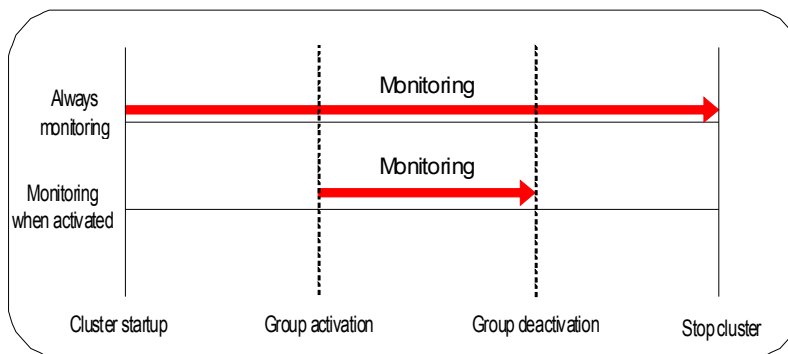 Monitoring
Always
monitoring
Monitoring
Monitoring
when activated
Cluster startup
Group activation
Group deactivation
Stop cluster